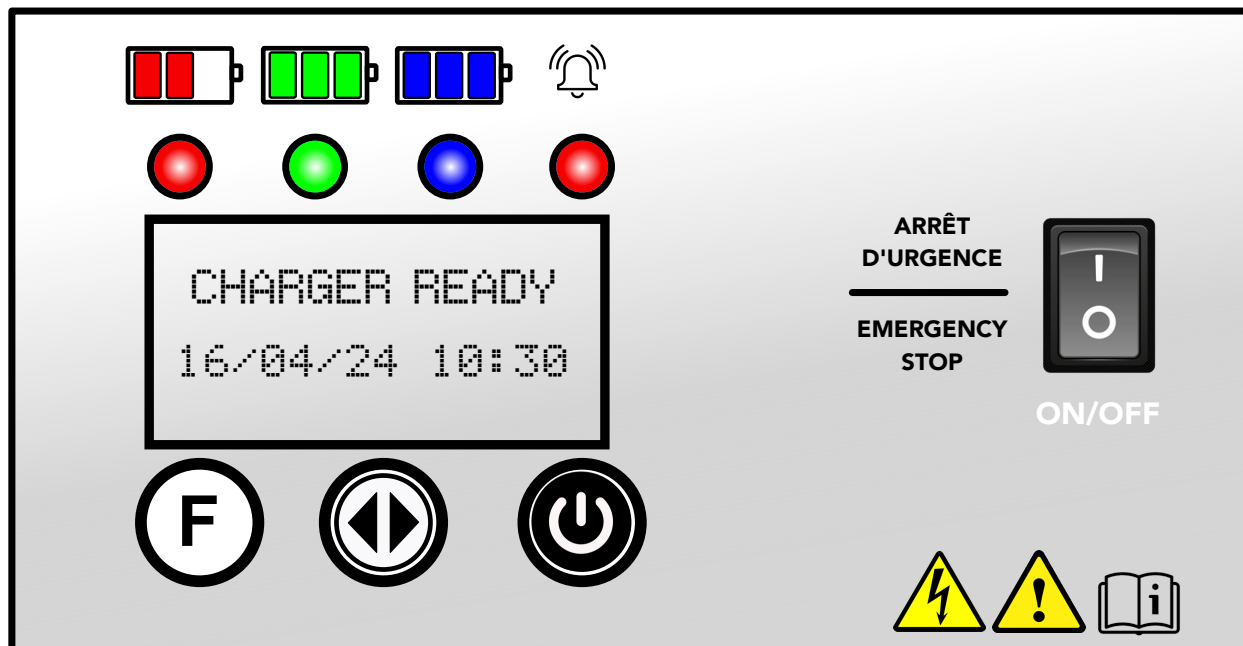 CHARGER READY
16/04/24 10:30
F
ARRÊT
D'URGENCE
EMERGENCY
STOP
I
O
ON/OFF
!
i